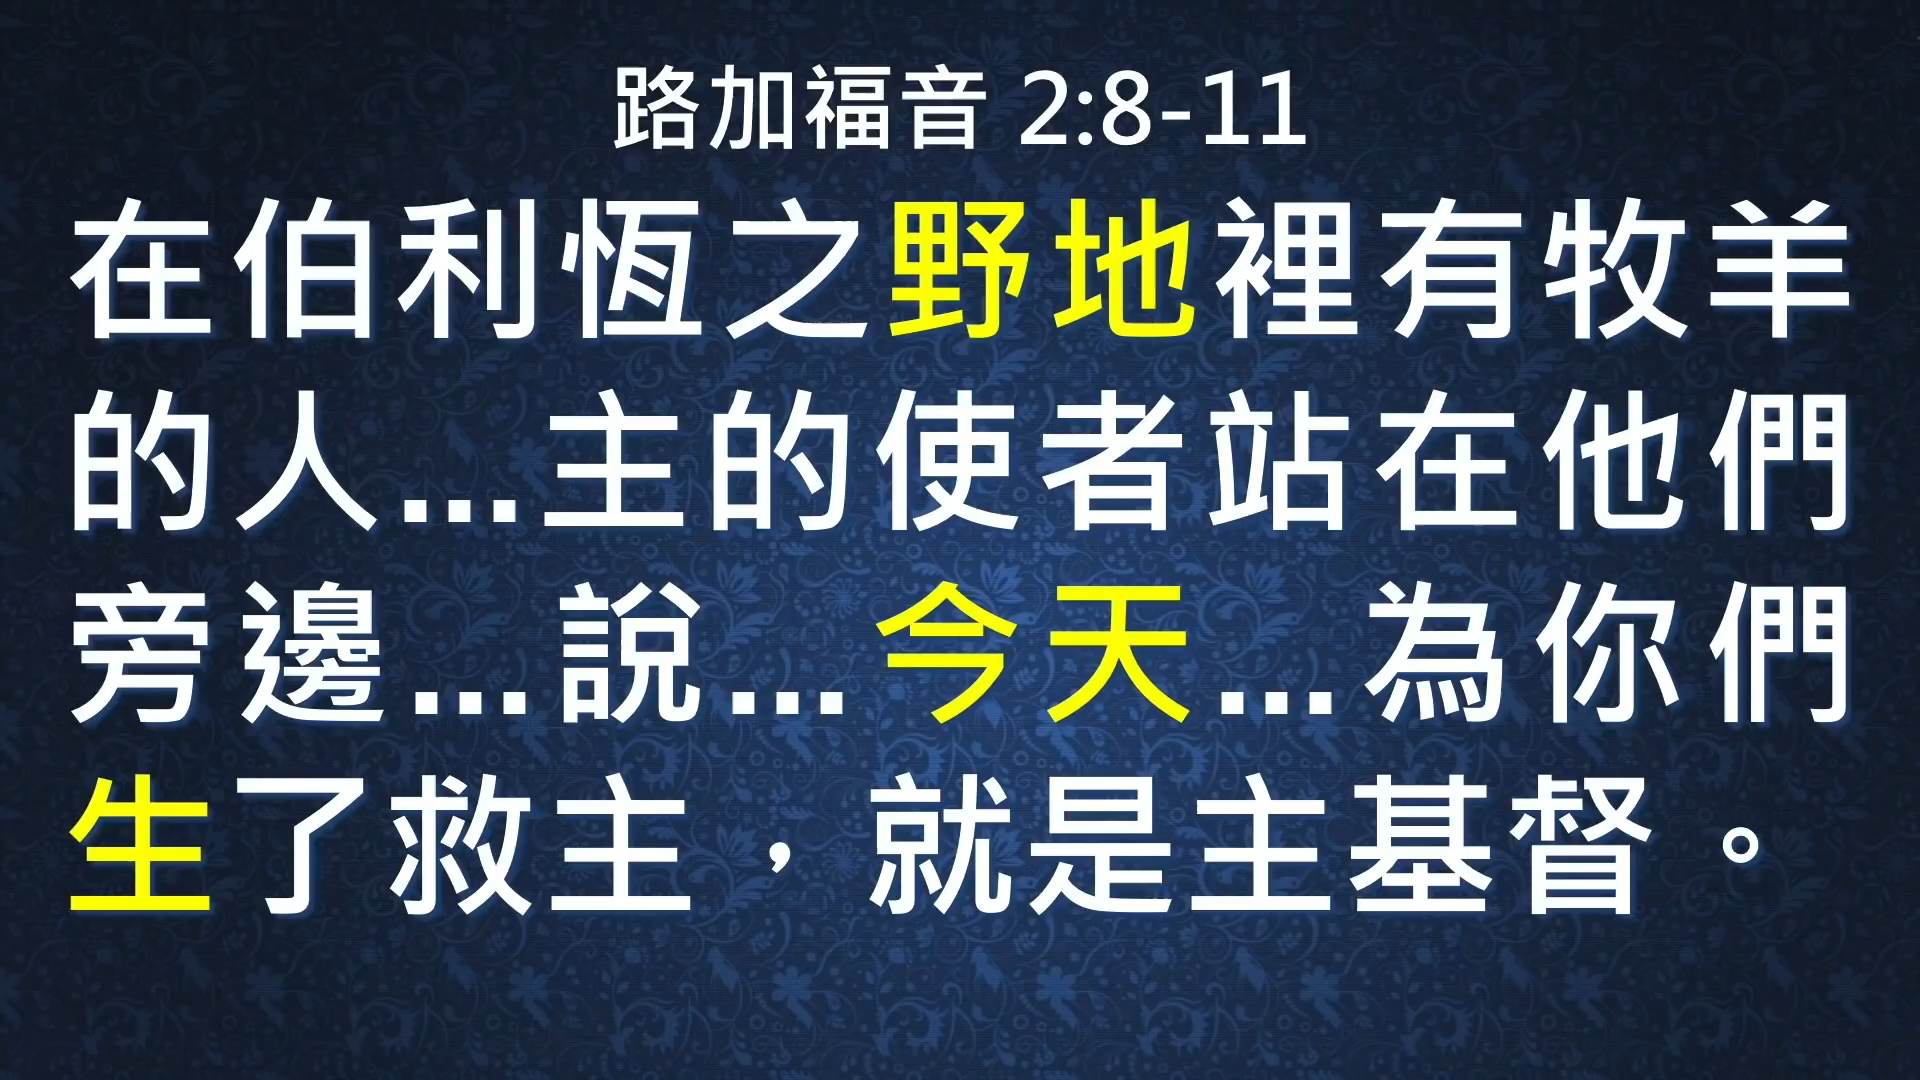 路加福音 2:8-11
在伯利恆之野地裡有牧羊
的人...主的使者站在他們
旁邊...說...今天...為你們
生了救主，就是主基督。